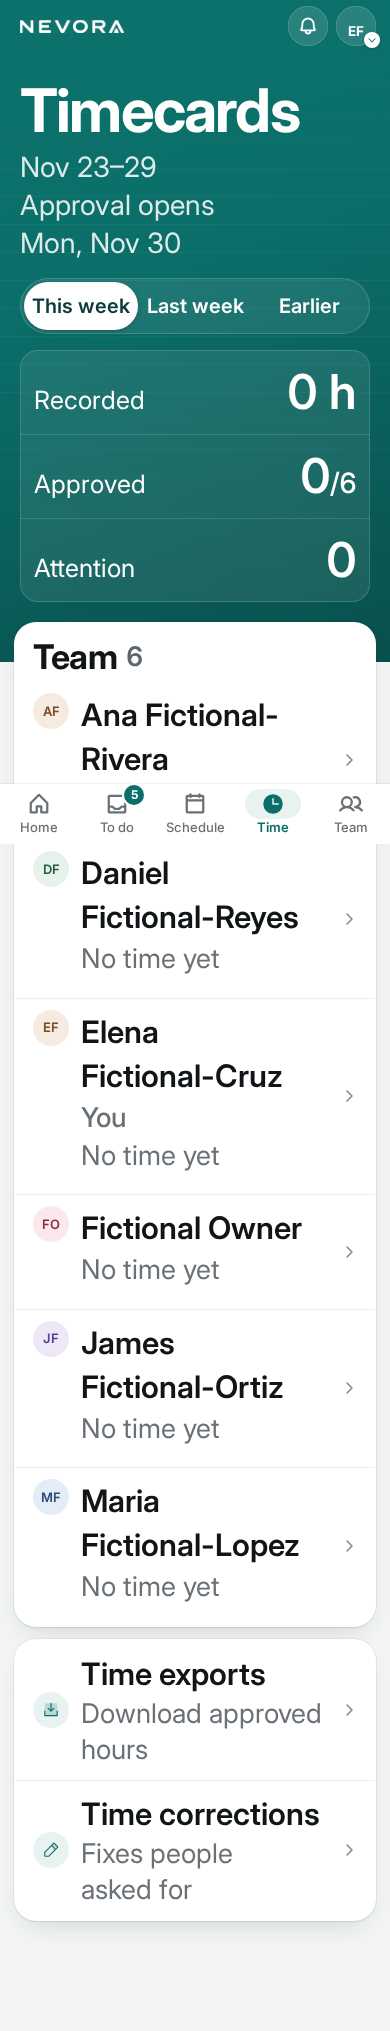 NEVORA
EF
Timecards
Nov 23–29
Approval opens
Mon, Nov 30
This week Last week Earlier
Recorded 0 h
Approved 0/6
Attention 0
Team 6
AF Ana Fictional-
Rivera
5
Home To do Schedule Time Team
DF Daniel
Fictional-Reyes
No time yet
EF Elena
Fictional-Cruz
You
No time yet
FO Fictional Owner
No time yet
JF James
Fictional-Ortiz
No time yet
MF Maria
Fictional-Lopez
No time yet
Time exports
Download approved
hours
Time corrections
Fixes people
asked for